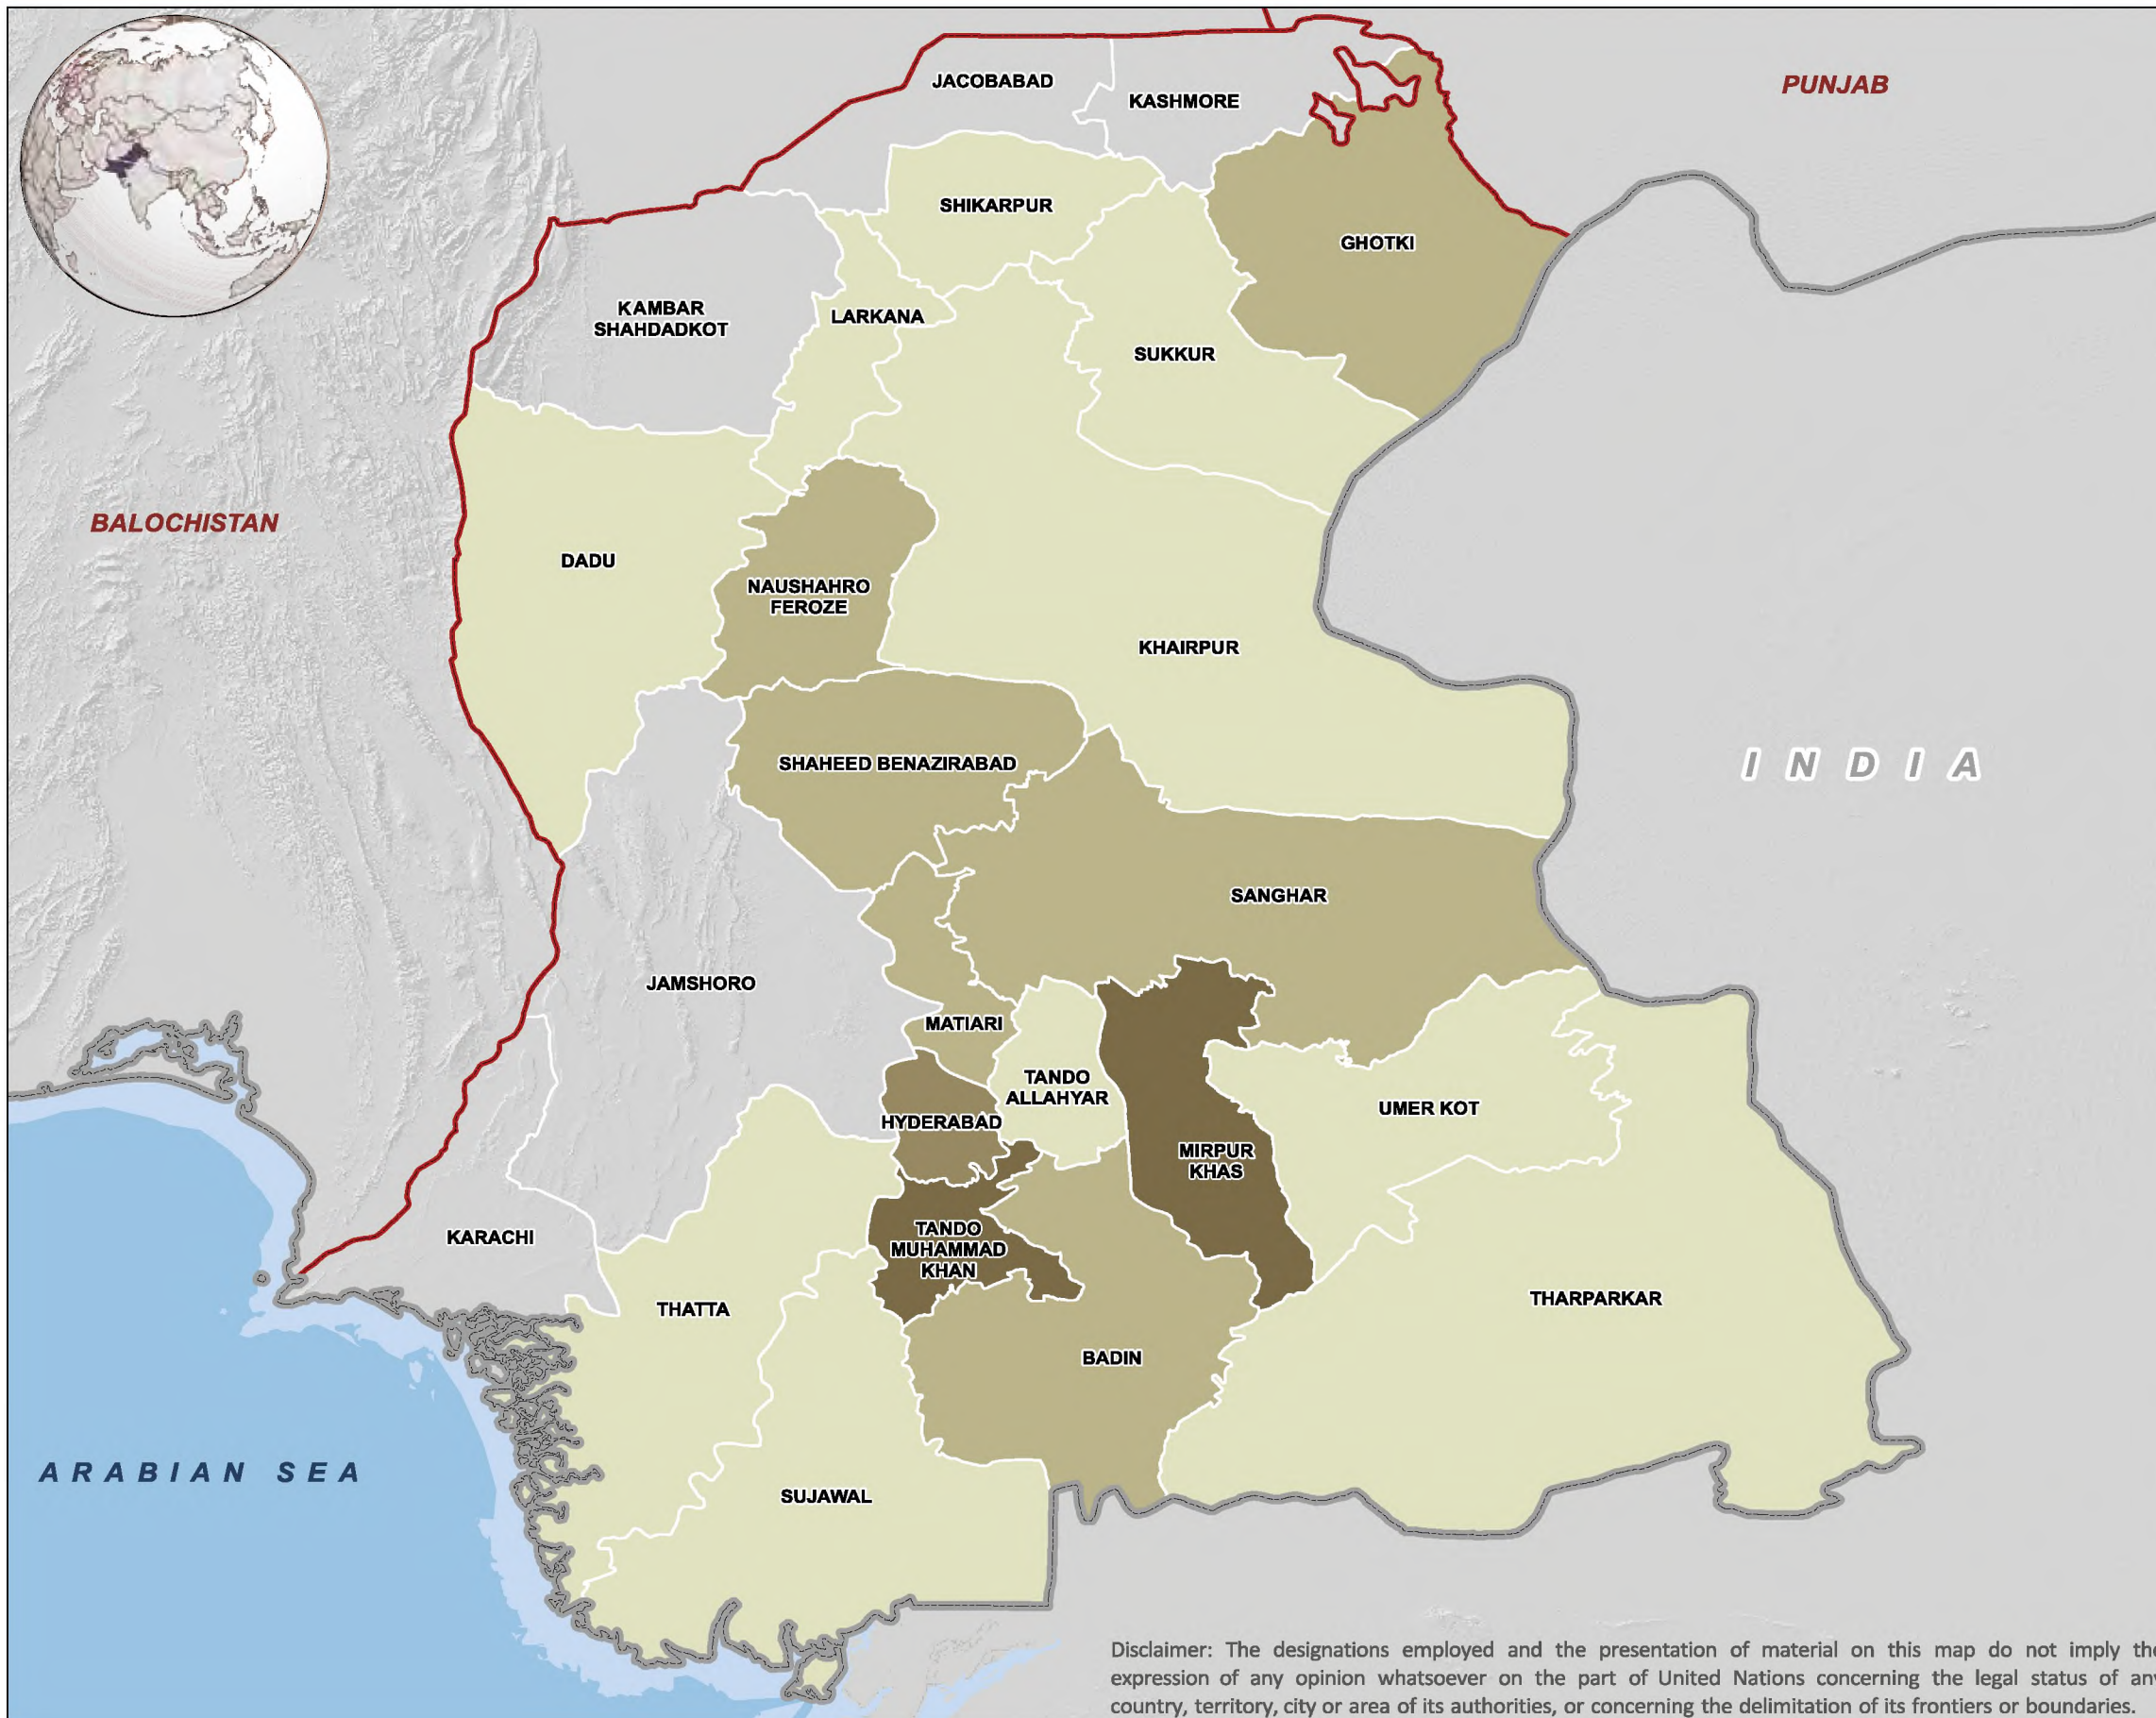 JACOBABAD
PUNJAB
KASHMORE
SHIKARPUR
GHOTKI
KAMBAR
SHAHDADKOT
LARKANA
SUKKUR
BALOCHISTAN
DADU
NAUSHAHRO
FEROZE
KHAIRPUR
SHAHEED BENAZIRABAD
INDIA
SANGHAR
JAMSHORO
MATIARI
TANDO
ALLAHYAR
UMER KOT
HYDERABAD
MIRPUR
KHAS
KARACHI
TANDO
MUHAMMAD
KHAN
THATTA
THARPARKAR
BADIN
ARABIAN SEA
SUJAWAL
Disclaimer: The designations employed and the presentation of material on this map do not imply the
expression of any opinion whatsoever on the part of United Nations concerning the legal status of any
country, territory, city or area of its authorities, or concerning the delimitation of its frontiers or boundaries.